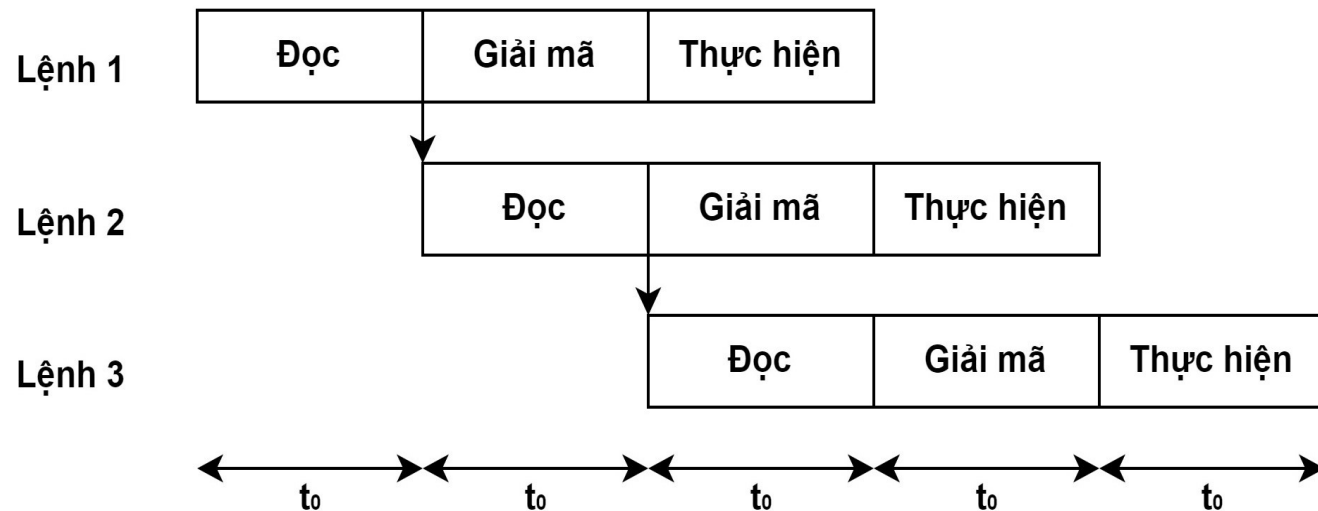 Lệnh 1 Đọc Giải mã Thực hiện
Lệnh 2 Đọc Giải mã Thực hiện
Lệnh 3 Đọc Giải mã Thực hiện
t₀ t₀ t₀ t₀ t₀